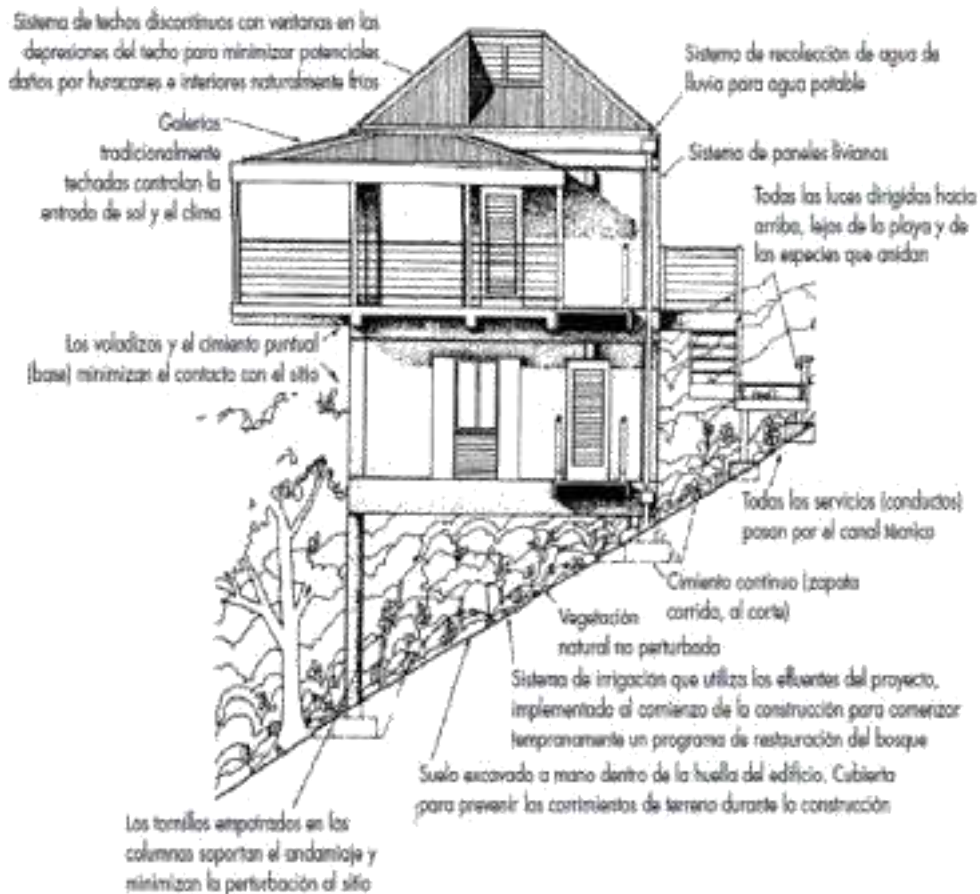 Sistema de techos discontinuos con ventanas en las
depresiones del techo para minimizar potenciales
daños por huracanes e interiores naturalmente fríos
Galerías
tradicionalmente
techadas controlan la
entrada de sol y el clima
Los voladizos y el cimiento puntual
(base) minimizan el contacto con el sitio
Sistema de recolección de agua de
lluvia para agua potable
Sistema de paneles livianos
Todas las luces dirigidas hacia
arriba, lejos de la playa y de
las especies que anidan
Todos los servicios (conductos)
pasan por el canal técnico
Cimiento continuo (zapata
corrida, al corte)
Vegetación
natural no perturbada
Sistema de irrigación que utiliza los efluentes del proyecto,
implementado al comienzo de la construcción para comenzar
tempranamente un programa de restauración del bosque
Suelo excavado a mano dentro de la huella del edificio. Cubierta
para prevenir los corrimientos de terreno durante la construcción
Los tornillos empotrados en las
columnas soportan el andamiaje y
minimizan la perturbación al sitio